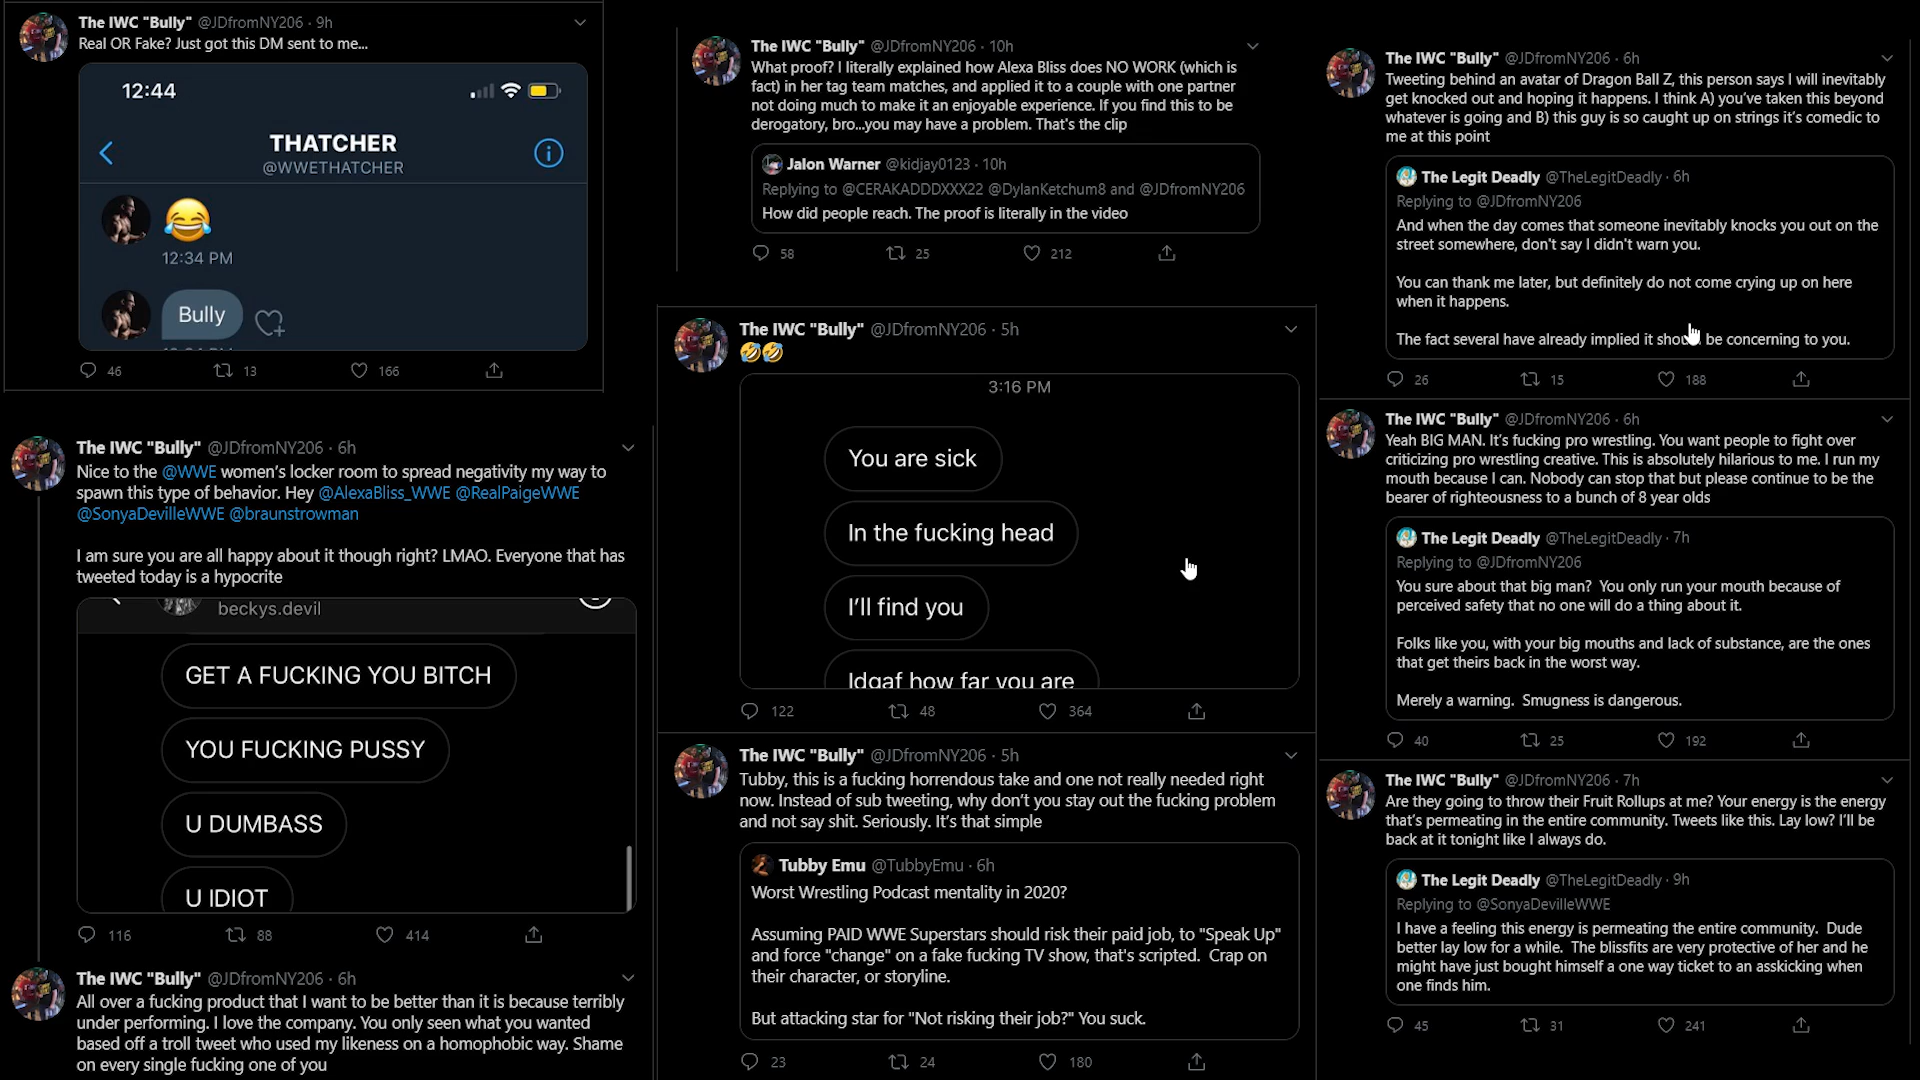 The IWC "Bully" @JDfromNY206 · 9h
Real OR Fake? Just got this DM sent to me...
12:44
THATCHER
@WWETHATCHER
12:34 PM
Bully
46 13 166
The IWC "Bully" @JDfromNY206 · 6h
Nice to the @WWE women's locker room to spread negativity my way to
spawn this type of behavior. Hey @AlexaBliss_WWE @RealPaigeWWE
@SonyaDevilleWWE @braunstrowman
I am sure you are all happy about it though right? LMAO. Everyone that has
tweeted today is a hypocrite
beckys.devil
GET A FUCKING YOU BITCH
YOU FUCKING PUSSY
U DUMBASS
U IDIOT
116 88 414
The IWC "Bully" @JDfromNY206 · 6h
All over a fucking product that I want to be better than it is because terribly
under performing. I love the company. You only seen what you wanted
based off a troll tweet who used my likeness on a homophobic way. Shame
on every single fucking one of you
The IWC "Bully" @JDfromNY206 · 10h
What proof? I literally explained how Alexa Bliss does NO WORK (which is
fact) in her tag team matches, and applied it to a couple with one partner
not doing much to make it an enjoyable experience. If you find this to be
derogatory, bro...you may have a problem. That's the clip
Jalon Warner @kidjay0123 · 10h
Replying to @CERAKADDDXXX22 @DylanKetchum8 and @JDfromNY206
How did people reach. The proof is literally in the video
58 25 212
The IWC "Bully" @JDfromNY206 · 5h
3:16 PM
You are sick
In the fucking head
I'll find you
Idgaf how far you are
122 48 364
The IWC "Bully" @JDfromNY206 · 5h
Tubby, this is a fucking horrendous take and one not really needed right
now. Instead of sub tweeting, why don't you stay out the fucking problem
and not say shit. Seriously. It's that simple
Tubby Emu @TubbyEmu · 6h
Worst Wrestling Podcast mentality in 2020?
Assuming PAID WWE Superstars should risk their paid job, to "Speak Up"
and force "change" on a fake fucking TV show, that's scripted. Crap on
their character, or storyline.
But attacking star for "Not risking their job?" You suck.
23 24 180
The IWC "Bully" @JDfromNY206 · 6h
Tweeting behind an avatar of Dragon Ball Z, this person says I will inevitably
get knocked out and hoping it happens. I think A) you've taken this beyond
whatever is going and B) this guy is so caught up on strings it's comedic to
me at this point
The Legit Deadly @TheLegitDeadly · 6h
Replying to @JDfromNY206
And when the day comes that someone inevitably knocks you out on the
street somewhere, don't say I didn't warn you.
You can thank me later, but definitely do not come crying up on here
when it happens.
The fact several have already implied it should be concerning to you.
26 15 188
The IWC "Bully" @JDfromNY206 · 6h
Yeah BIG MAN. It's fucking pro wrestling. You want people to fight over
criticizing pro wrestling creative. This is absolutely hilarious to me. I run my
mouth because I can. Nobody can stop that but please continue to be the
bearer of righteousness to a bunch of 8 year olds
The Legit Deadly @TheLegitDeadly · 7h
Replying to @JDfromNY206
You sure about that big man? You only run your mouth because of
perceived safety that no one will do a thing about it.
Folks like you, with your big mouths and lack of substance, are the ones
that get theirs back in the worst way.
Merely a warning. Smugness is dangerous.
40 25 192
The IWC "Bully" @JDfromNY206 · 7h
Are they going to throw their Fruit Rollups at me? Your energy is the energy
that's permeating in the entire community. Tweets like this. Lay low? I'll be
back at it tonight like I always do.
The Legit Deadly @TheLegitDeadly · 9h
Replying to @SonyaDevilleWWE
I have a feeling this energy is permeating the entire community. Dude
better lay low for a while. The blissfits are very protective of her and he
might have just bought himself a one way ticket to an asskicking when
one finds him.
45 31 241